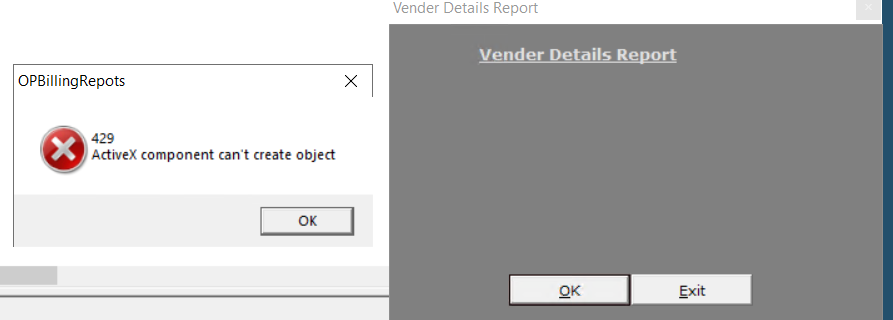 Vender Details Report
Vender Details Report
OPBillingRepots
429
ActiveX component can't create object
OK
OK
Exit